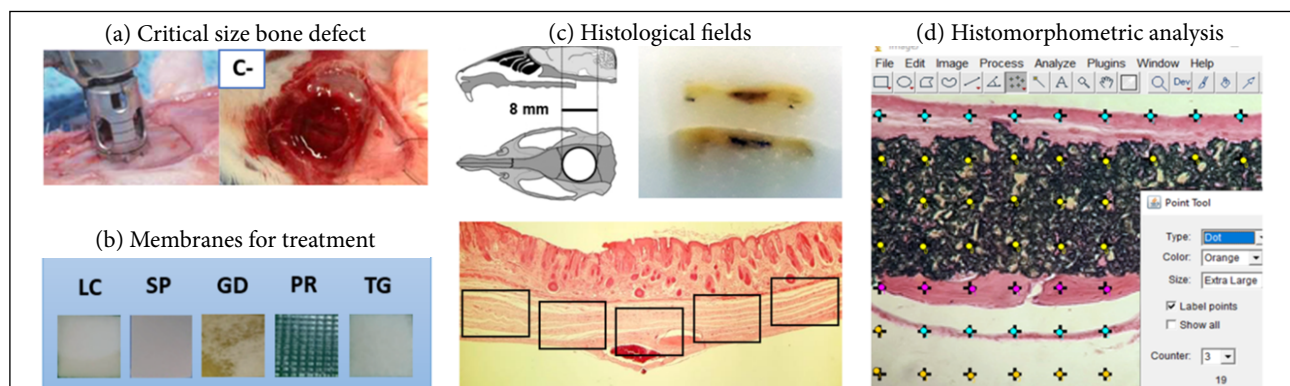 (a) Critical size bone defect
C-
(b) Membranes for treatment
LC SP GD PR TG
(c) Histological fields
8 mm
(d) Histomorphometric analysis
File Edit Image Process Analyze Plugins Window Help
A Dev
Point Tool
Type: Dot
Color: Orange
Size: Extra Large
Label points
Show all
Counter: 3
19